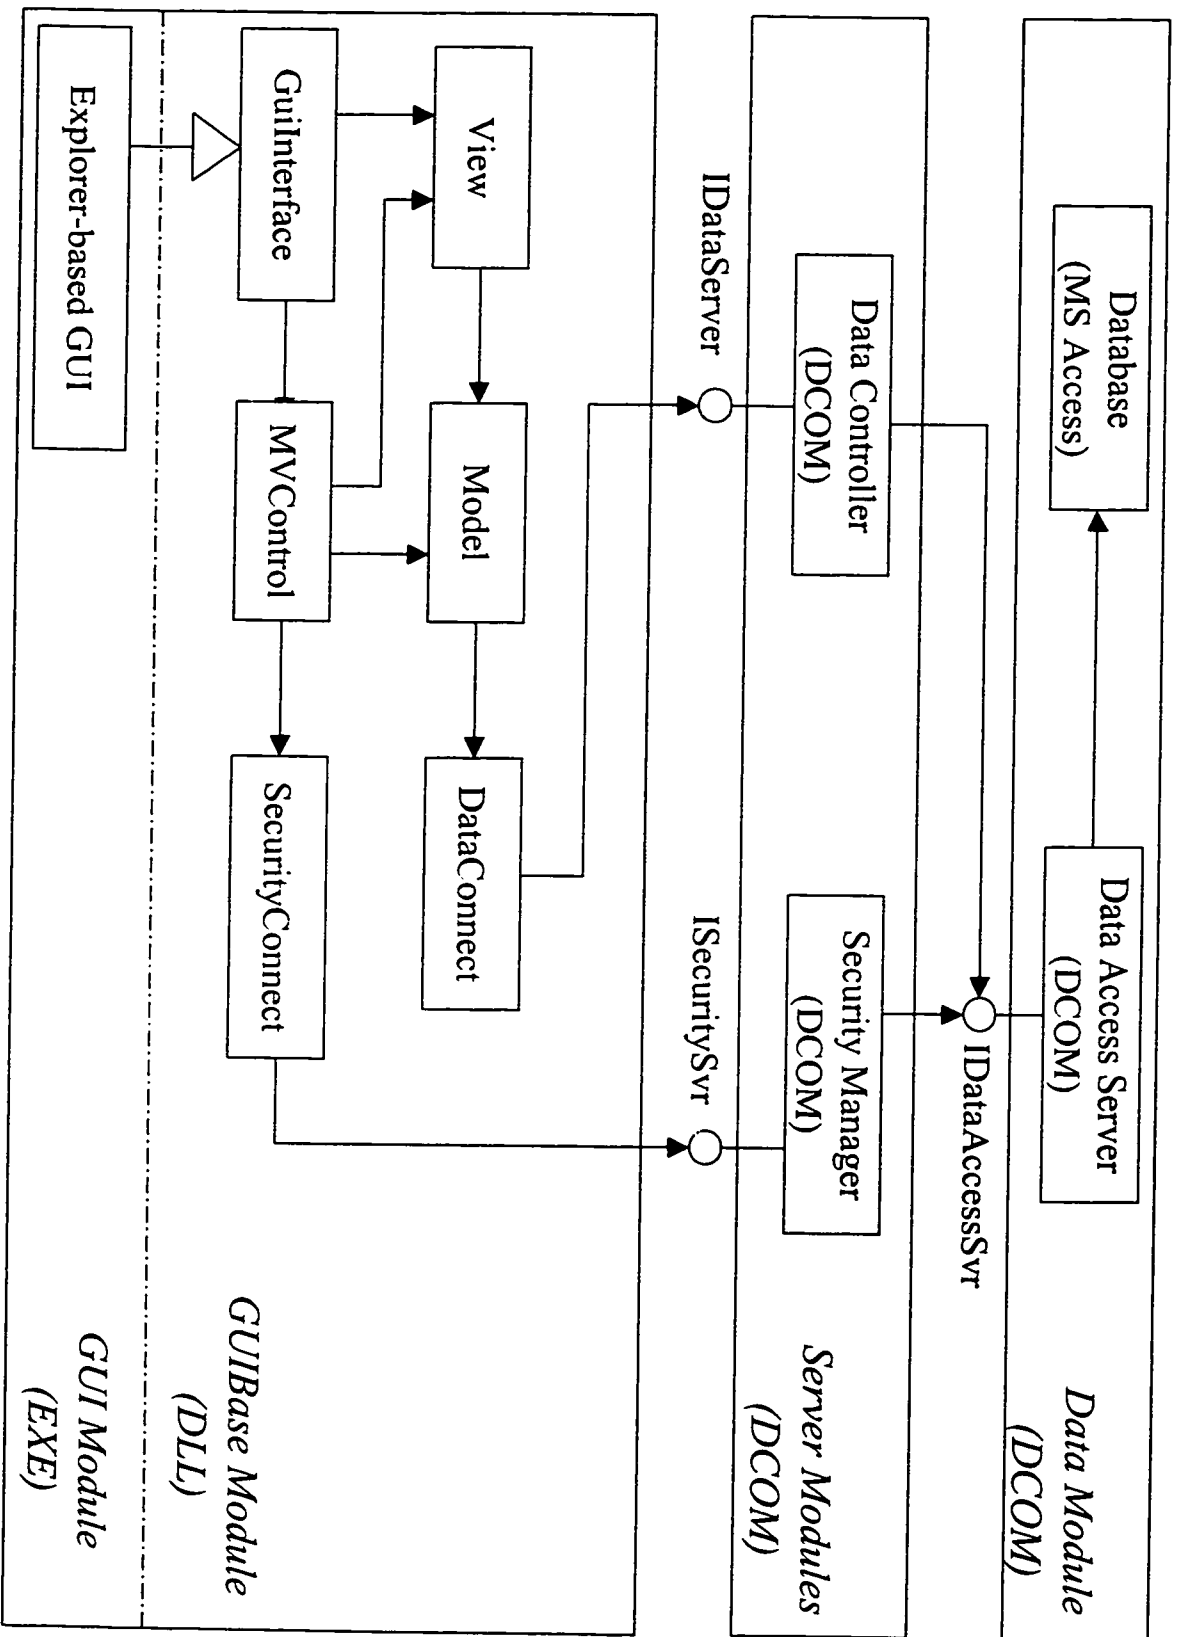 Database
(MS Access)
Data Access Server
(DCOM)
Data Module
(DCOM)
IDataAccessSvr
Data Controller
(DCOM)
Security Manager
(DCOM)
Server Modules
(DCOM)
IDataServer
ISecuritySvr
View
Model
DataConnect
GuiInterface
MVControl
SecurityConnect
GUIBase Module
(DLL)
Explorer-based GUI
GUI Module
(EXE)